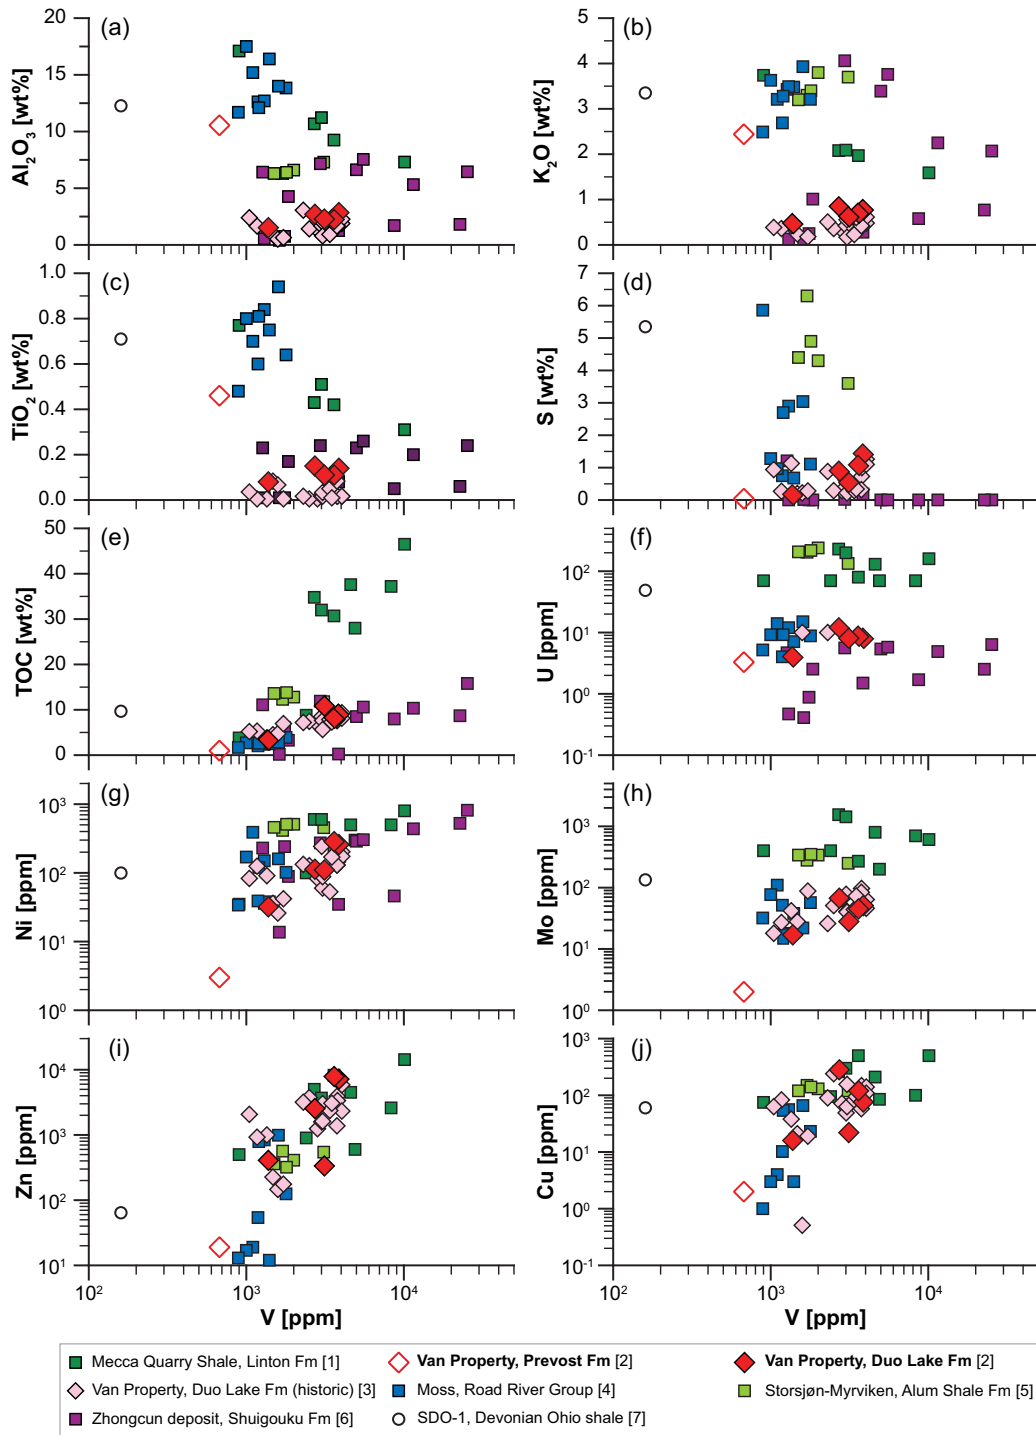 (a)
Al2O3 [wt%]
20
15
10
5
0
(b)
K2O [wt%]
5
4
3
2
1
0
(c)
TiO2 [wt%]
1.0
0.8
0.6
0.4
0.2
0.0
(d)
S [wt%]
7
6
5
4
3
2
1
0
(e)
TOC [wt%]
50
40
30
20
10
0
(f)
U [ppm]
10²
10¹
10⁰
10⁻¹
(g)
Ni [ppm]
10³
10²
10¹
10⁰
(h)
Mo [ppm]
10³
10²
10¹
10⁰
(i)
Zn [ppm]
10⁴
10³
10²
10¹
(j)
Cu [ppm]
10³
10²
10¹
10⁰
10⁻¹
10² 10³ 10⁴
V [ppm]
10² 10³ 10⁴
V [ppm]
Mecca Quarry Shale, Linton Fm [1]
Van Property, Prevost Fm [2]
Van Property, Duo Lake Fm [2]
Van Property, Duo Lake Fm (historic) [3]
Moss, Road River Group [4]
Storsjøn-Myrviken, Alum Shale Fm [5]
Zhongcun deposit, Shuigouku Fm [6]
SDO-1, Devonian Ohio shale [7]